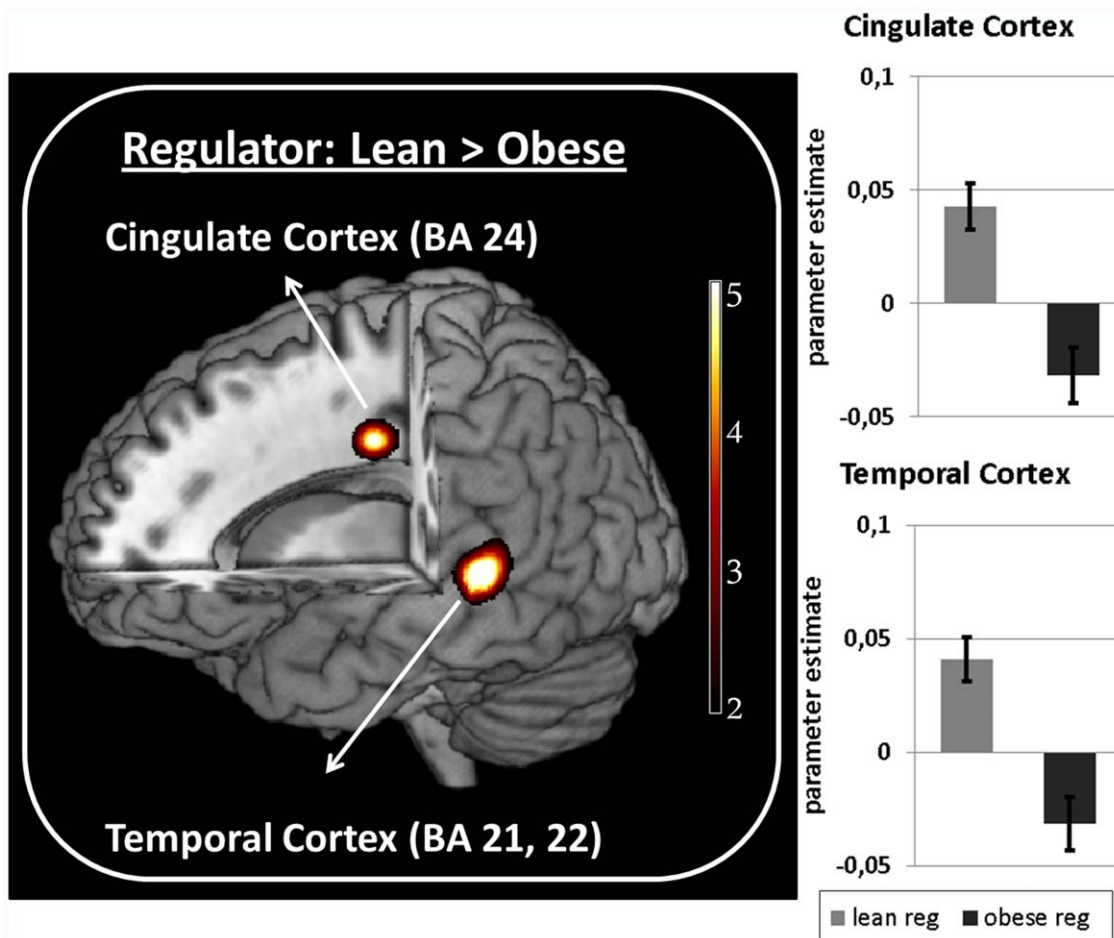 Regulator: Lean > Obese
Cingulate Cortex (BA 24)
5
4
3
2
Temporal Cortex (BA 21, 22)
Cingulate Cortex
0,1
0,05
0
-0,05
parameter estimate
Temporal Cortex
0,1
0,05
0
-0,05
parameter estimate
lean reg obese reg